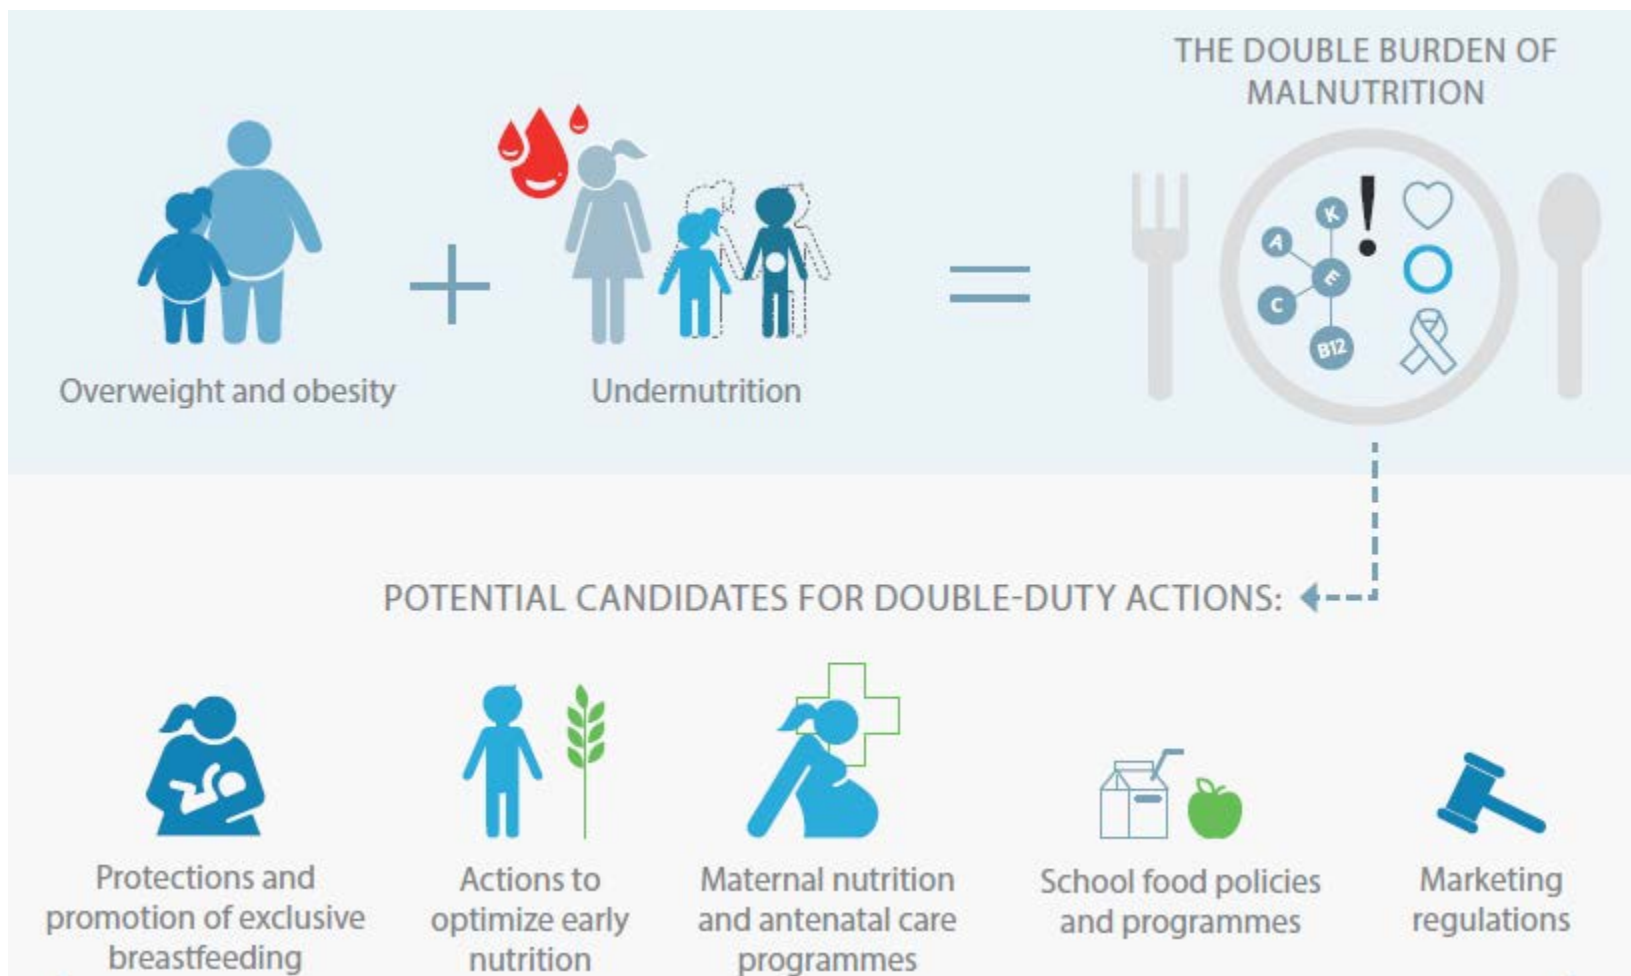 THE DOUBLE BURDEN OF
MALNUTRITION
K
A
E
C
B12
Overweight and obesity
Undernutrition
POTENTIAL CANDIDATES FOR DOUBLE-DUTY ACTIONS:
Protections and
promotion of exclusive
breastfeeding
Actions to
optimize early
nutrition
Maternal nutrition
and antenatal care
programmes
School food policies
and programmes
Marketing
regulations